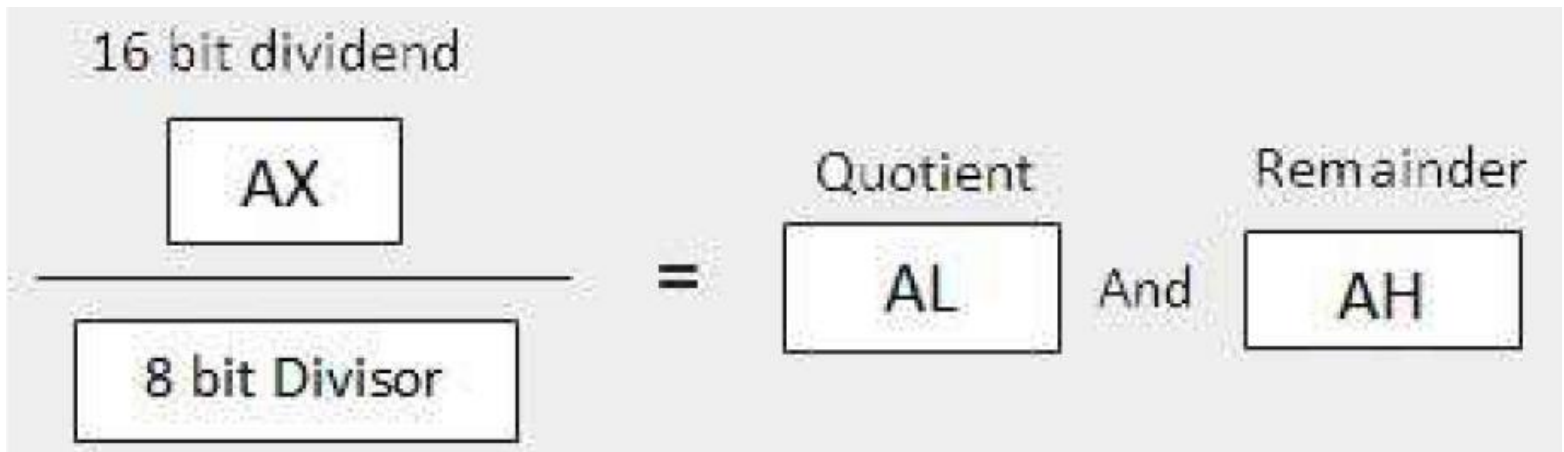 16 bit dividend
AX
8 bit Divisor
=
Quotient
AL
And
Remainder
AH